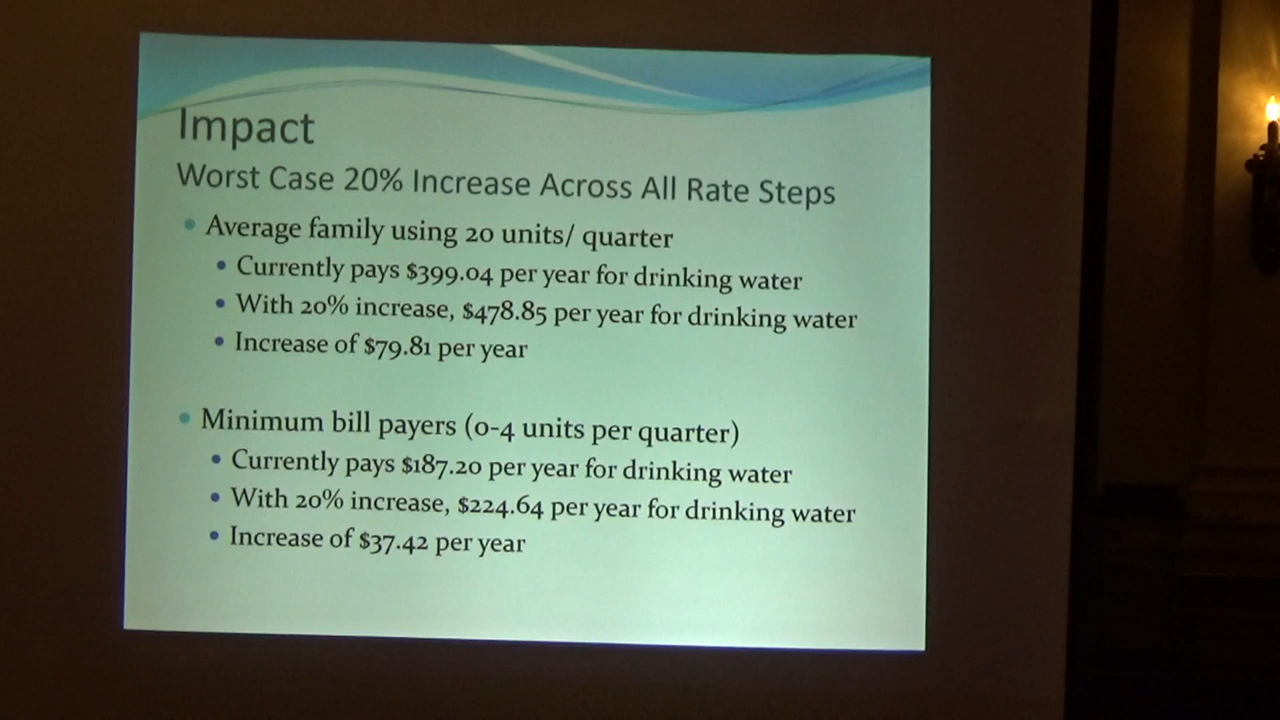 Impact
Worst Case 20% Increase Across All Rate Steps
Average family using 20 units/ quarter
Currently pays $399.04 per year for drinking water
With 20% increase, $478.85 per year for drinking water
Increase of $79.81 per year
Minimum bill payers (0-4 units per quarter)
Currently pays $187.20 per year for drinking water
With 20% increase, $224.64 per year for drinking water
Increase of $37.42 per year